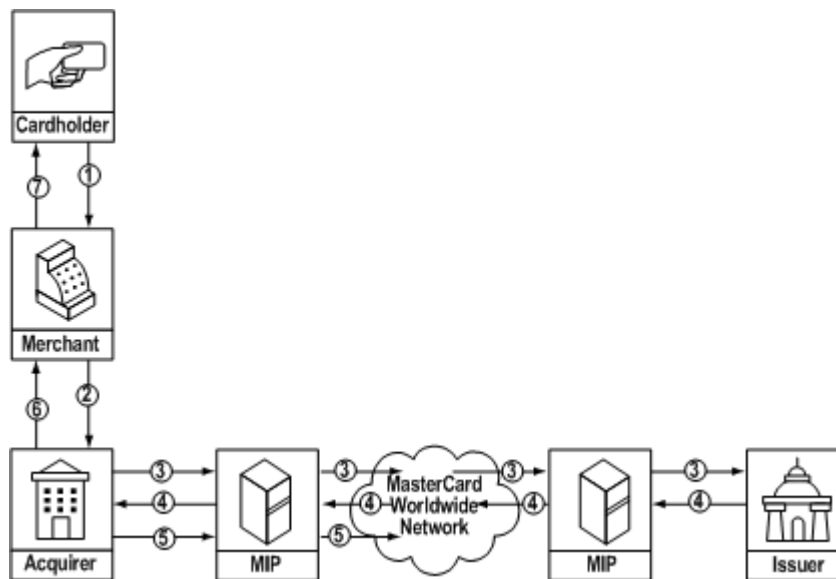 Cardholder
⑦
①
Merchant
⑥
②
③
③
③
③
④
④
④
④
⑤
⑤
MasterCard
Worldwide
Network
Acquirer
MIP
MIP
Issuer